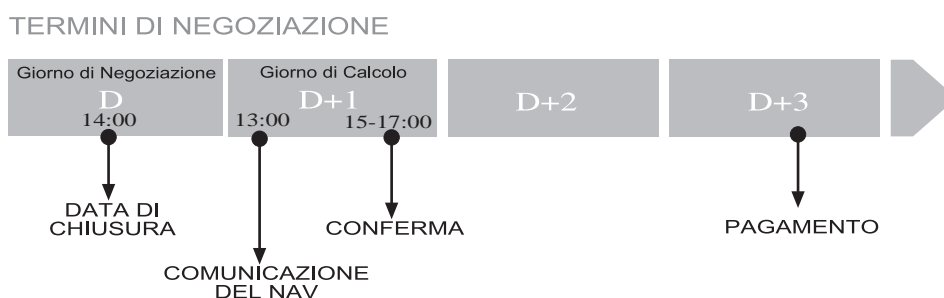 TERMINI DI NEGOZIAZIONE
Giorno di Negoziazione
D
14:00
Giorno di Calcolo
D+1
13:00 15-17:00
D+2
D+3
DATA DI
CHIUSURA
COMUNICAZIONE
DEL NAV
CONFERMA
PAGAMENTO